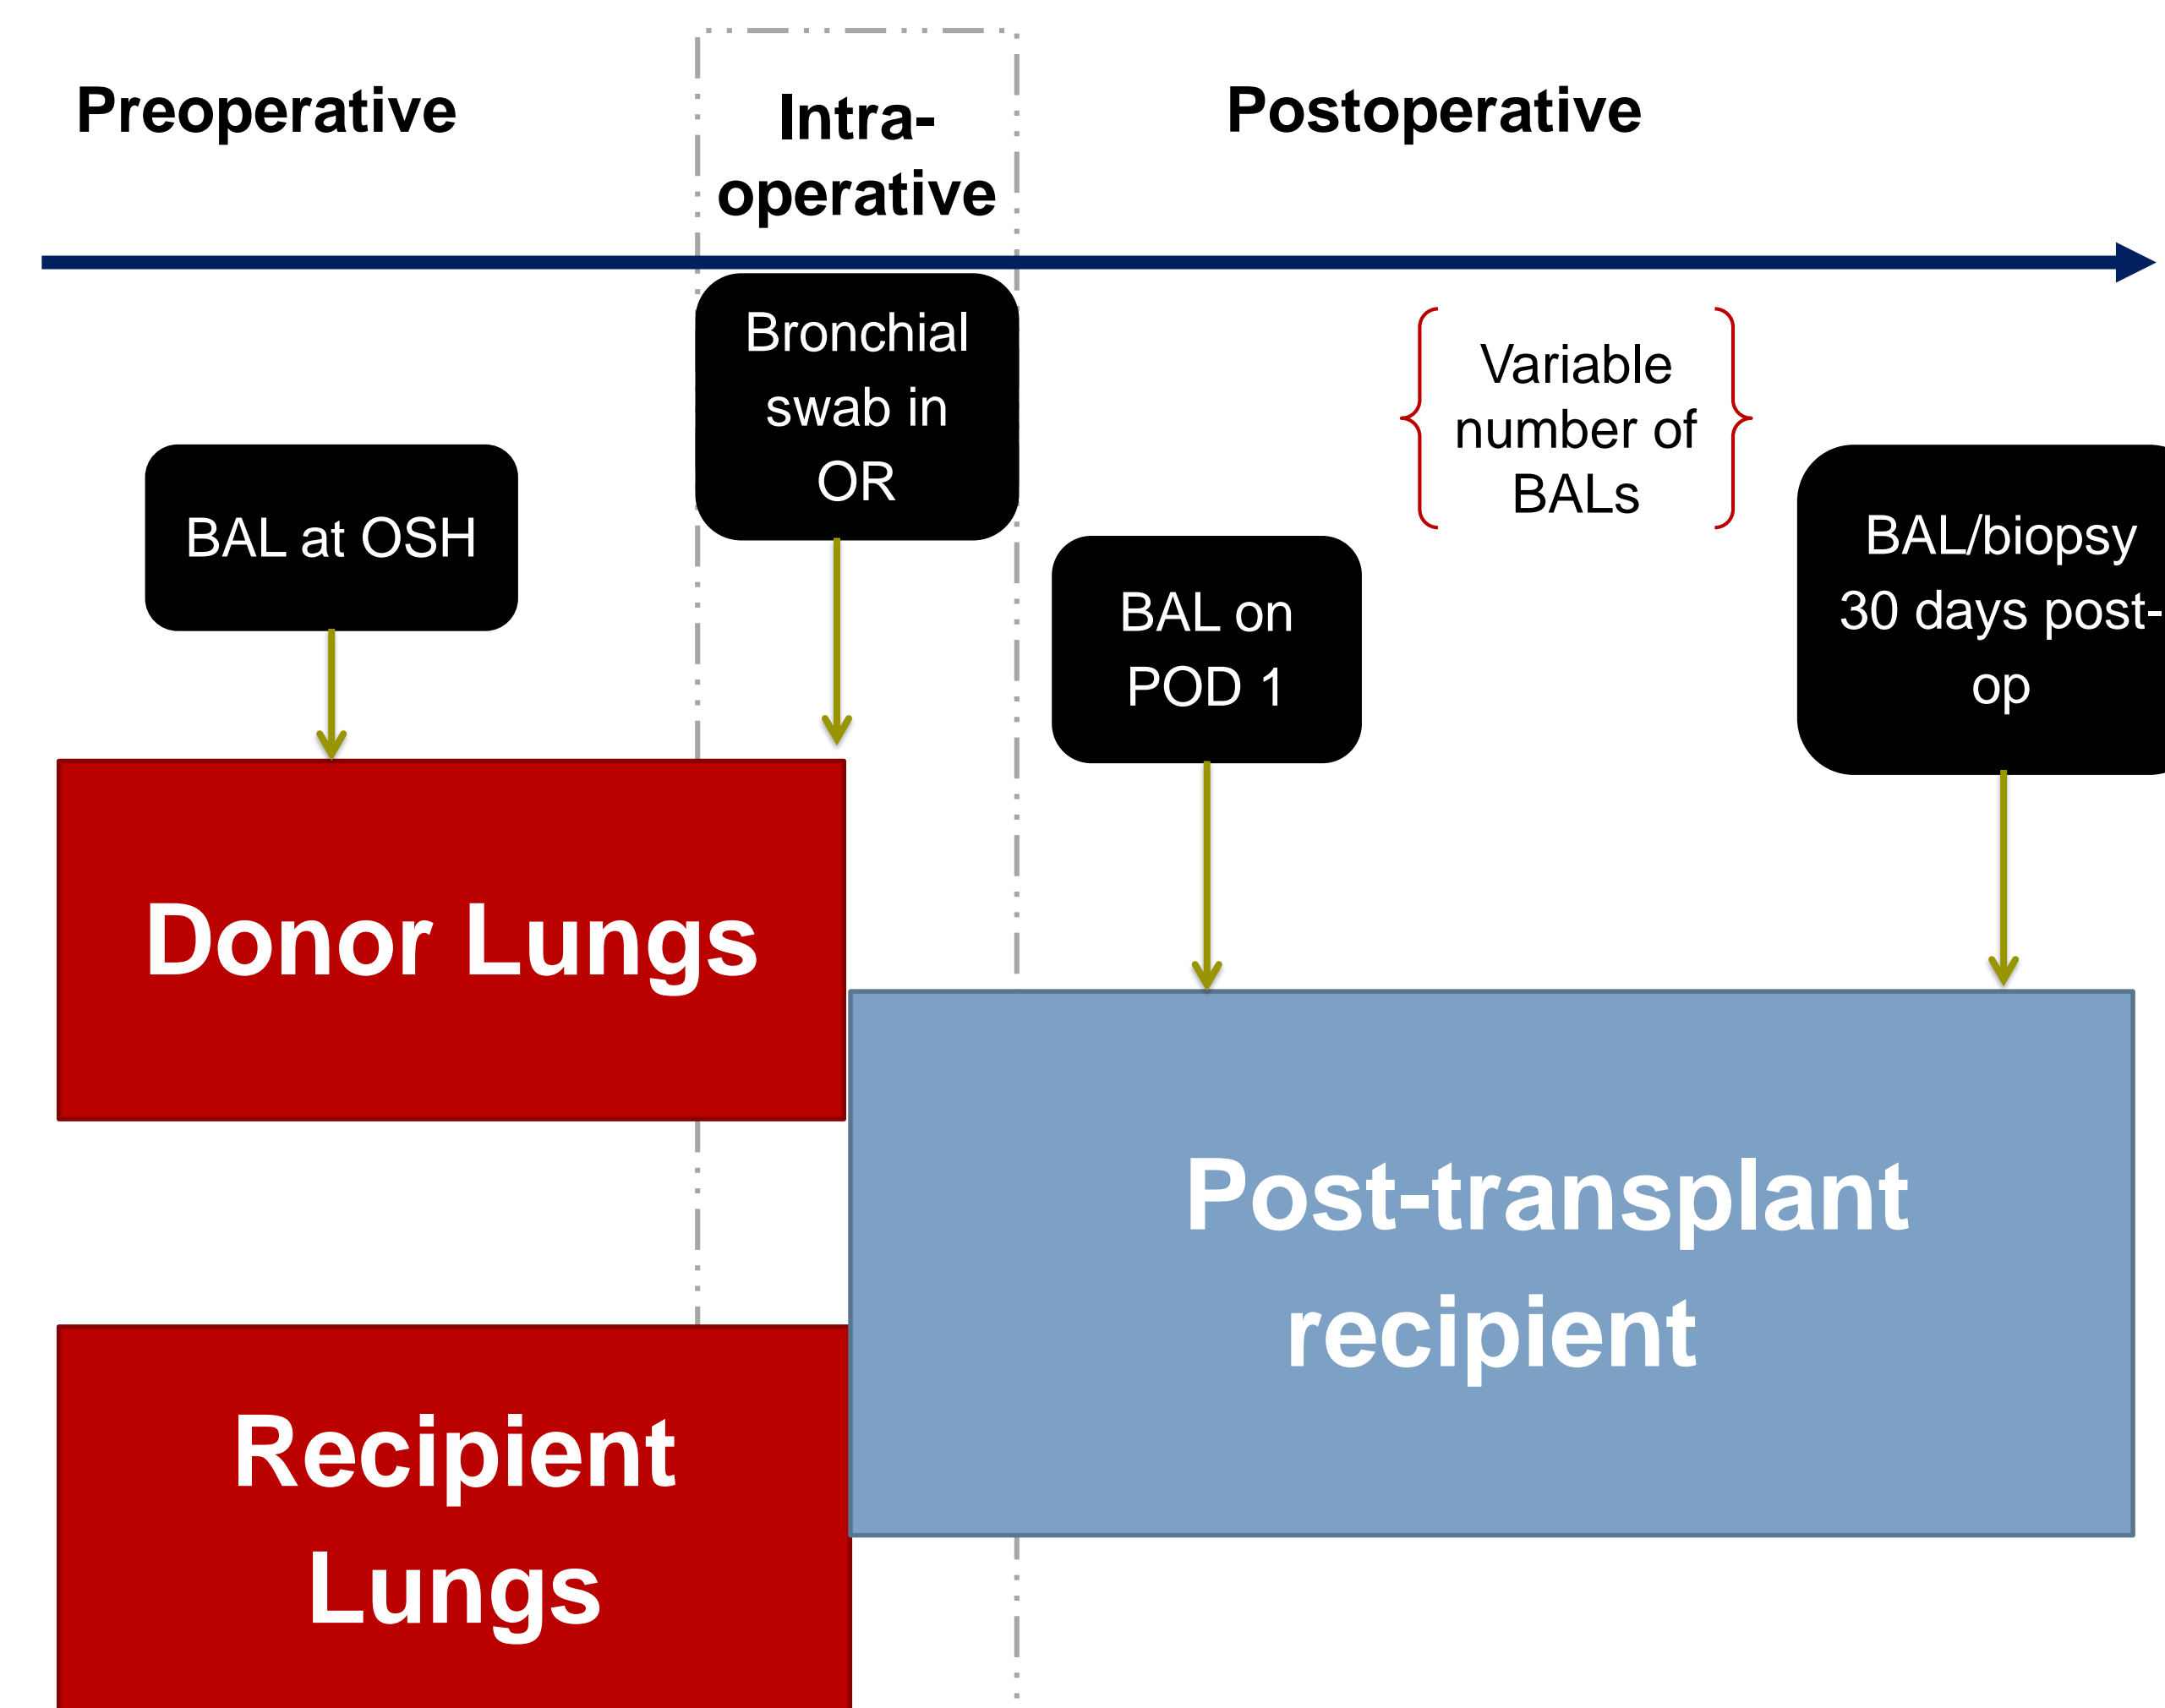 Preoperative
Intra-
operative
Postoperative
Bronchial
swab in
OR
Variable
number of
BALs
BAL at OSH
BAL on
POD 1
BAL/biopsy
30 days post-
op
Donor Lungs
Post-transplant
recipient
Recipient
Lungs